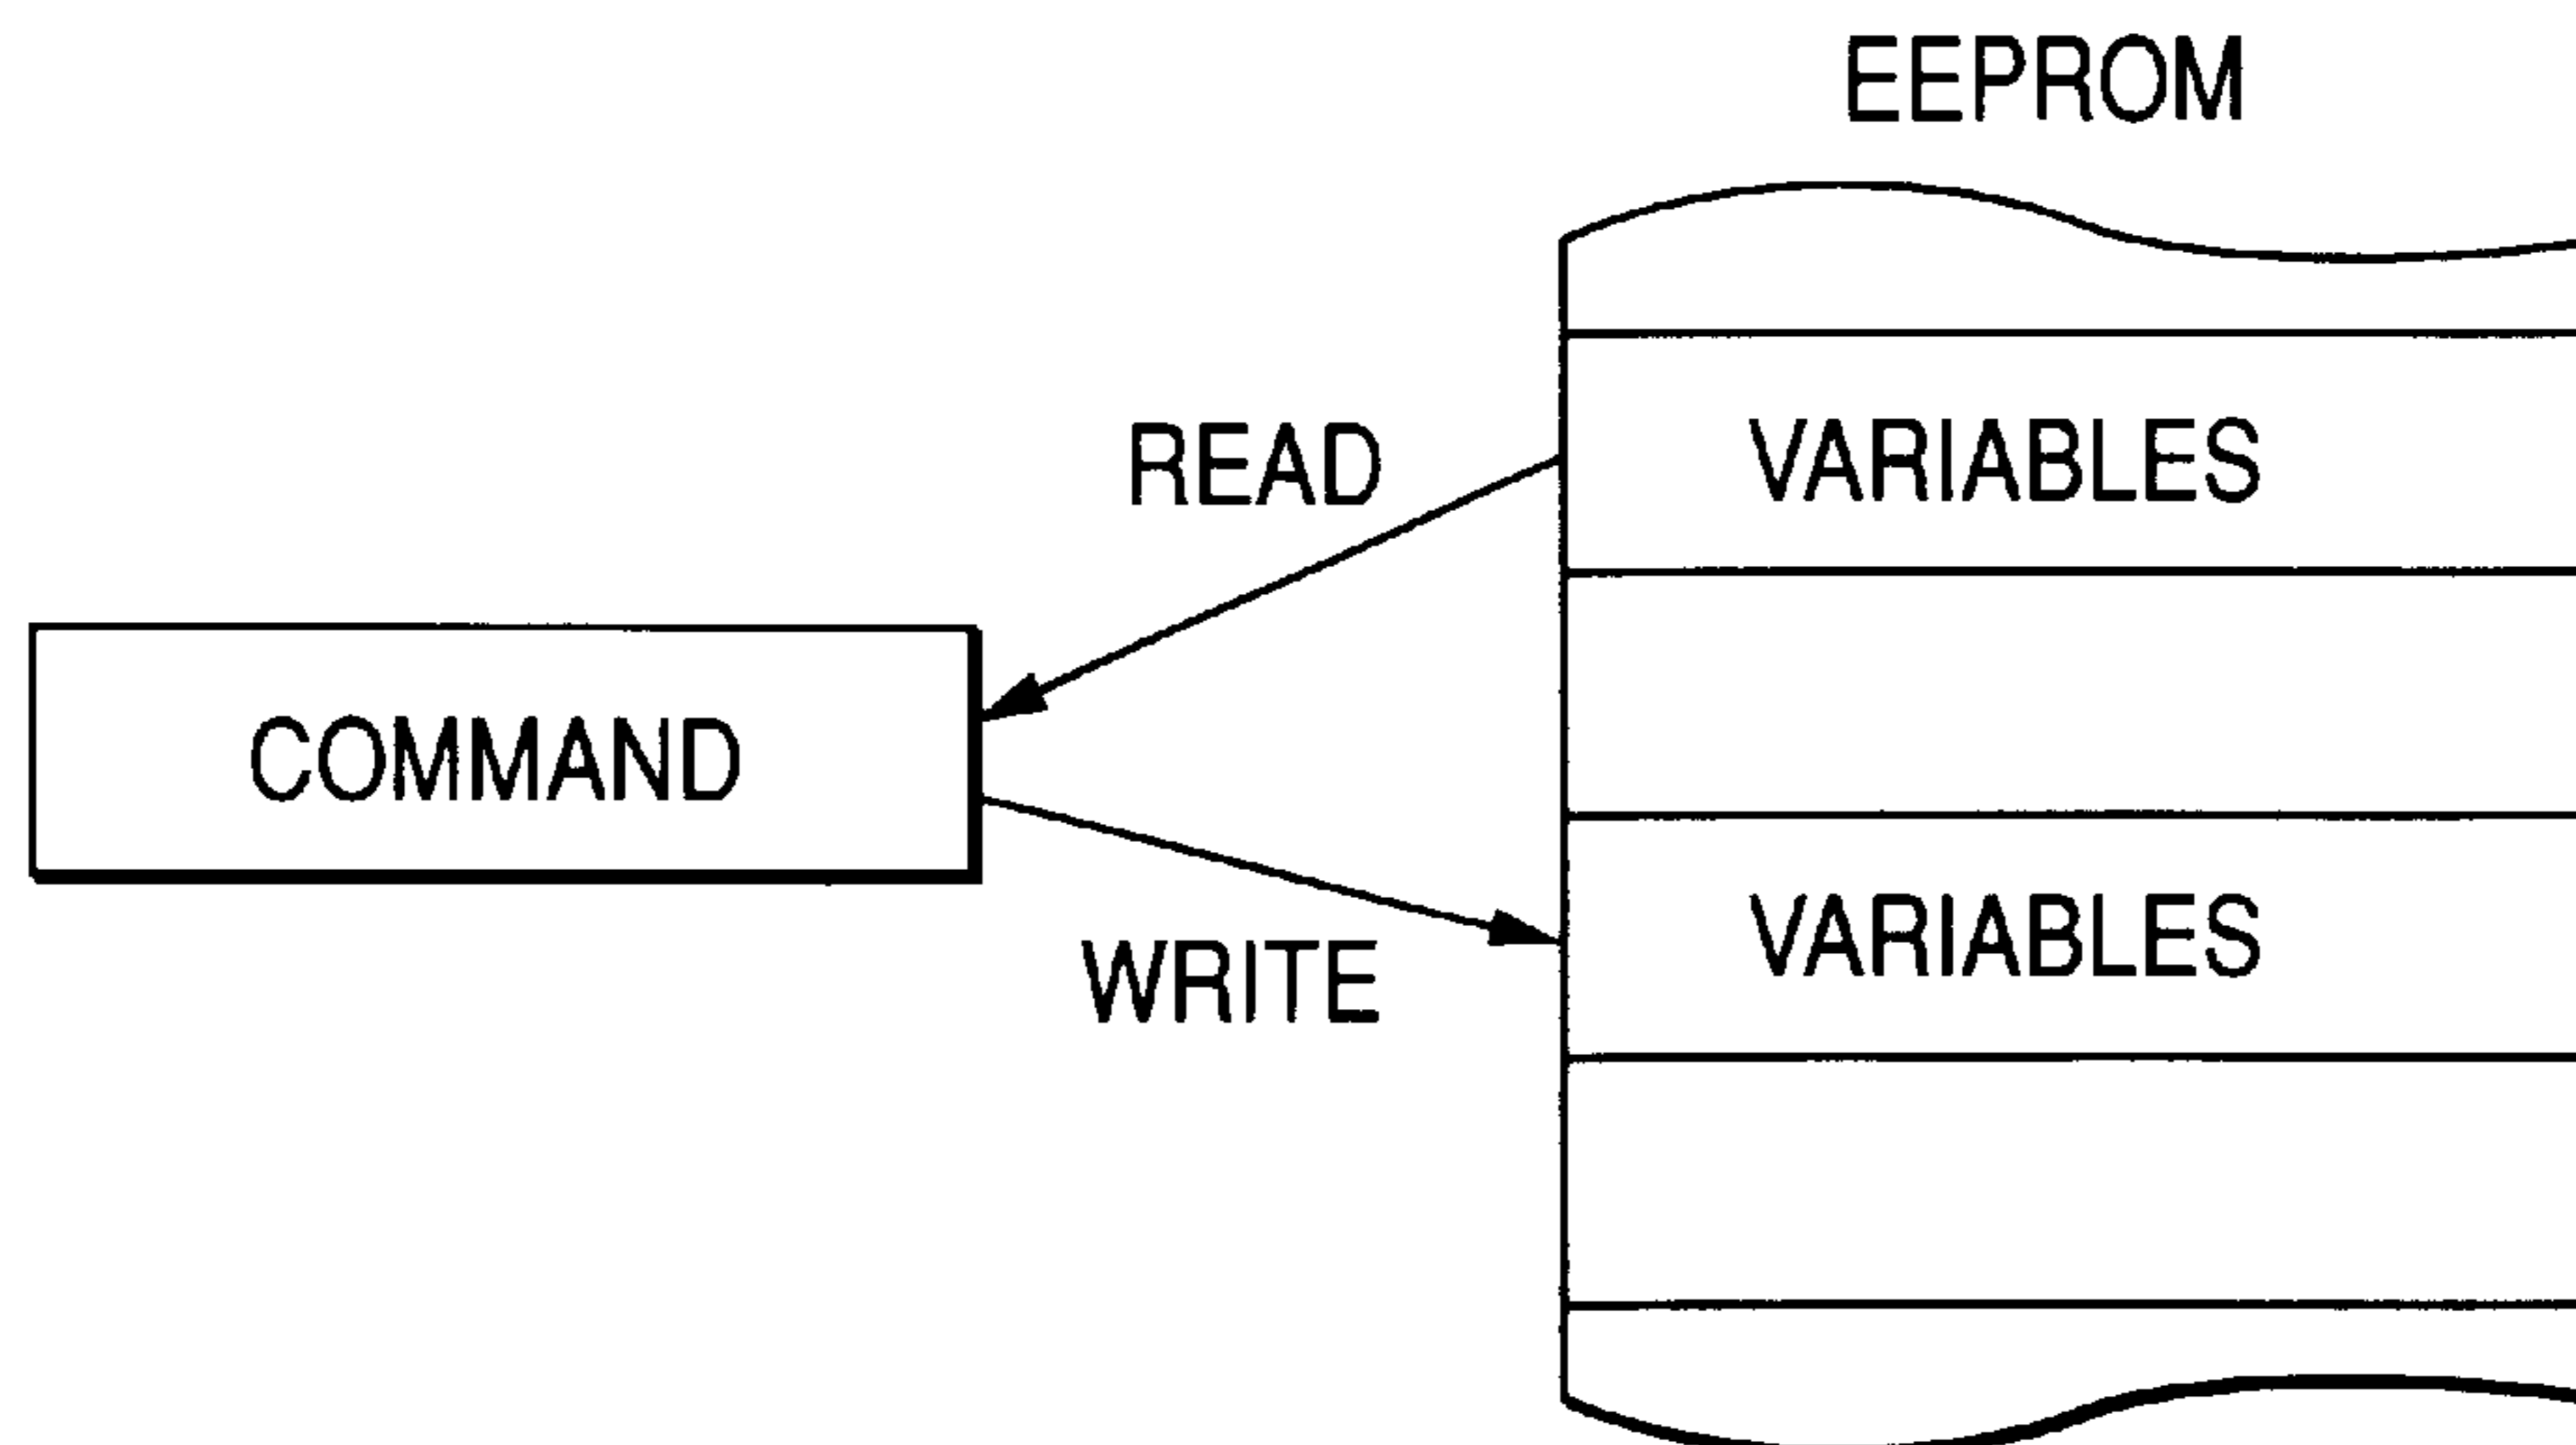 EEPROM
READ
VARIABLES
COMMAND
WRITE
VARIABLES